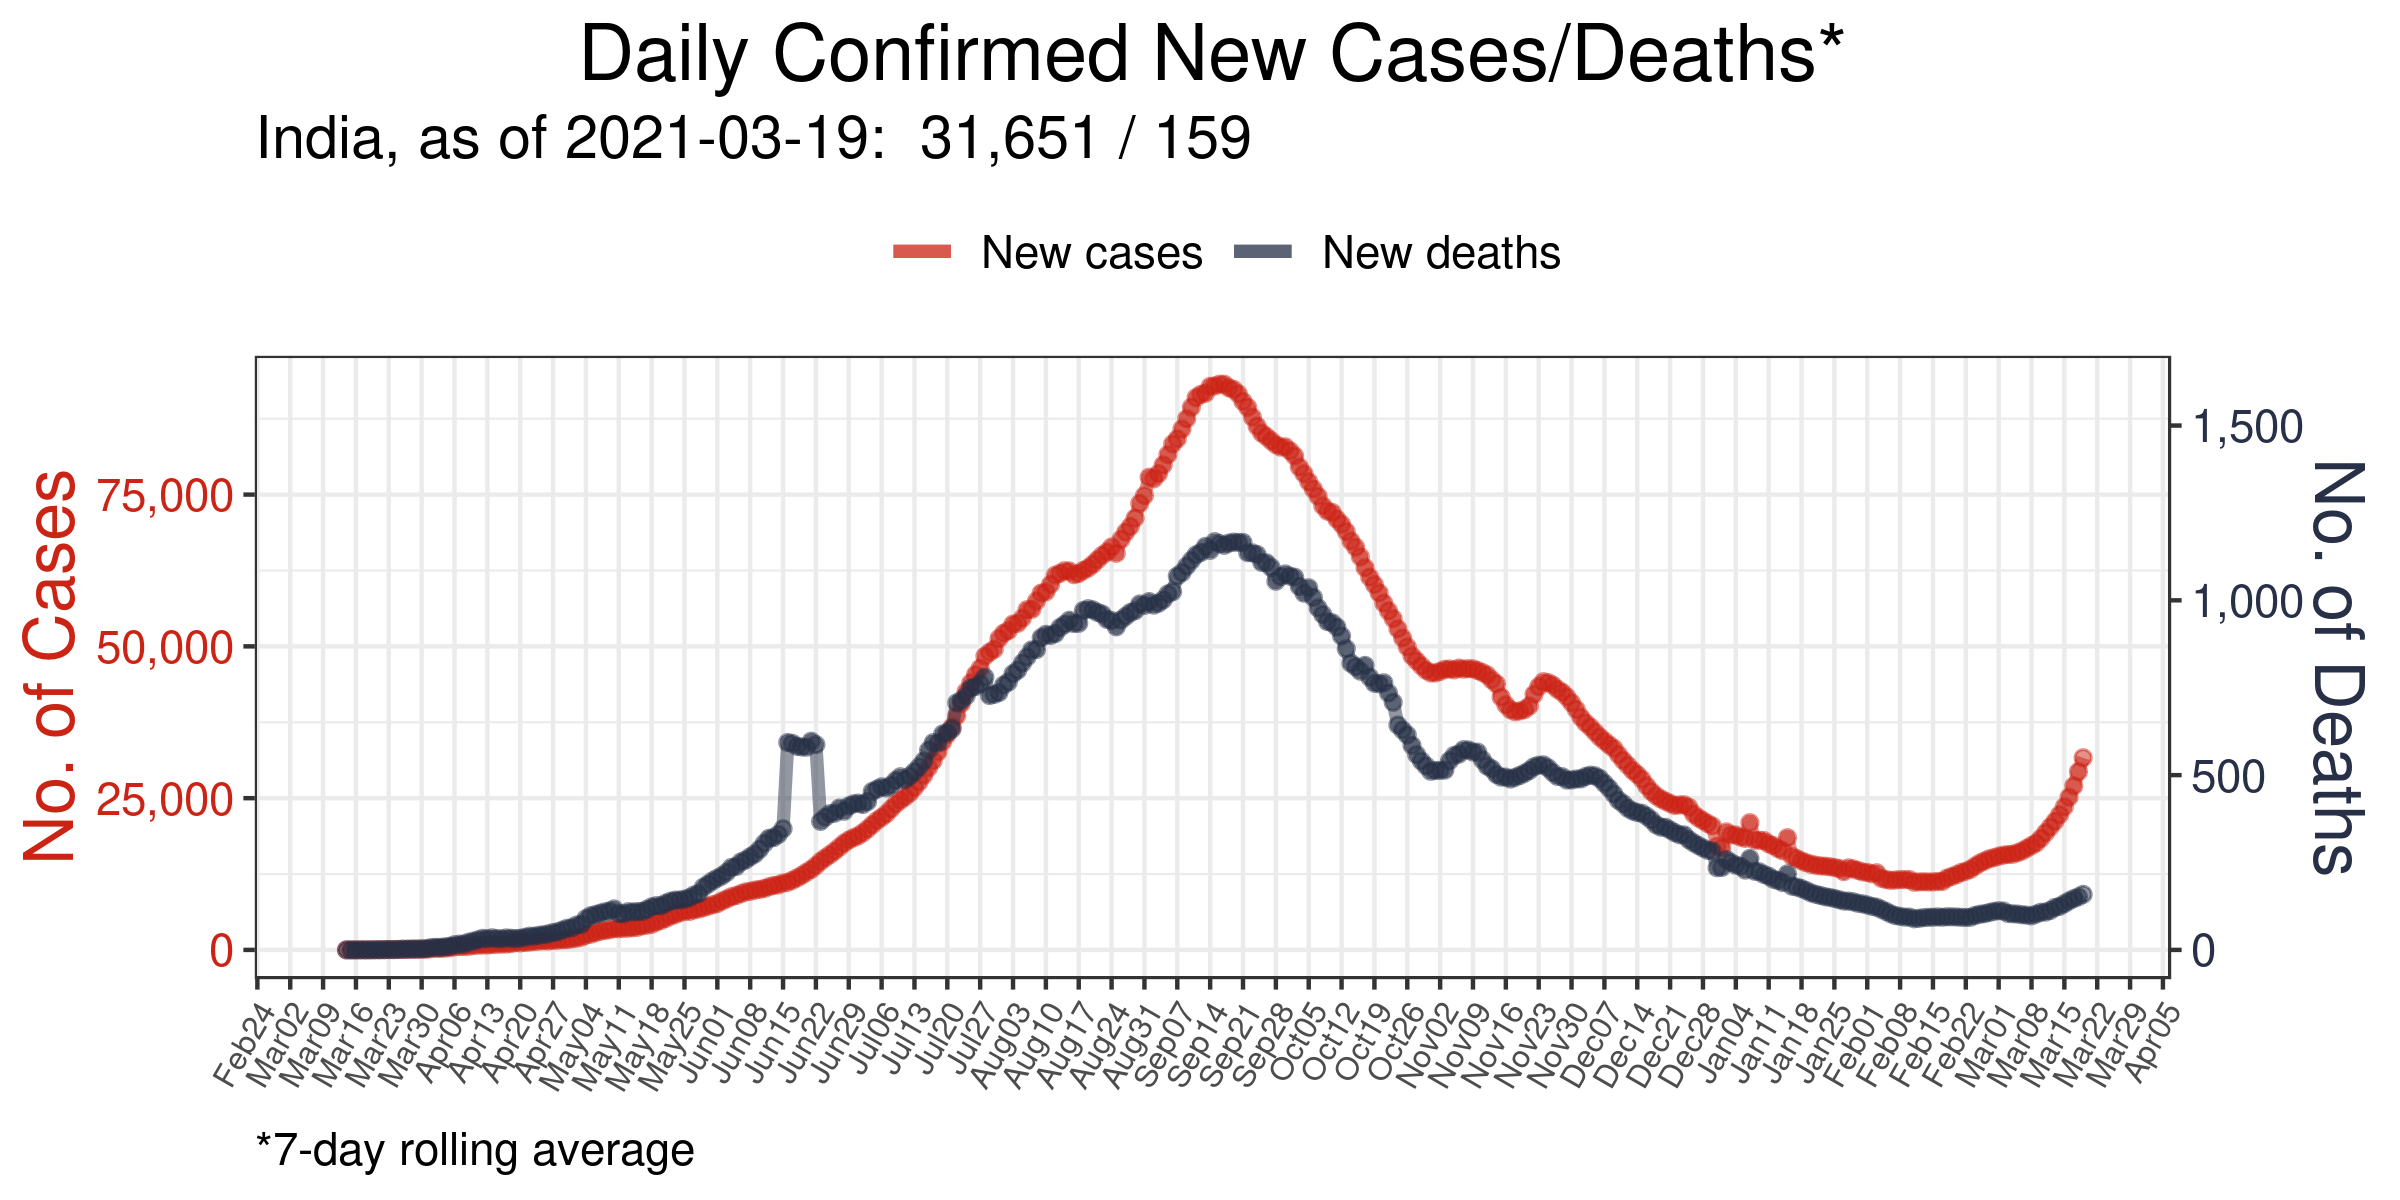 Daily Confirmed New Cases/Deaths*
India, as of 2021-03-19:  31,651 / 159
New cases
New deaths
No. of Cases
75,000
50,000
25,000
0
1,500
1,000
500
0
No. of Deaths
Feb24
Mar02
Mar09
Mar16
Mar23
Mar30
Apr06
Apr13
Apr20
Apr27
May04
May11
May18
May25
Jun01
Jun08
Jun15
Jun22
Jun29
Jul06
Jul13
Jul20
Jul27
Aug03
Aug10
Aug17
Aug24
Aug31
Sep07
Sep14
Sep21
Sep28
Oct05
Oct12
Oct19
Oct26
Nov02
Nov09
Nov16
Nov23
Nov30
Dec07
Dec14
Dec21
Dec28
Jan04
Jan11
Jan18
Jan25
Feb01
Feb08
Feb15
Feb22
Mar01
Mar08
Mar15
Mar22
Mar29
Apr05
*7-day rolling average